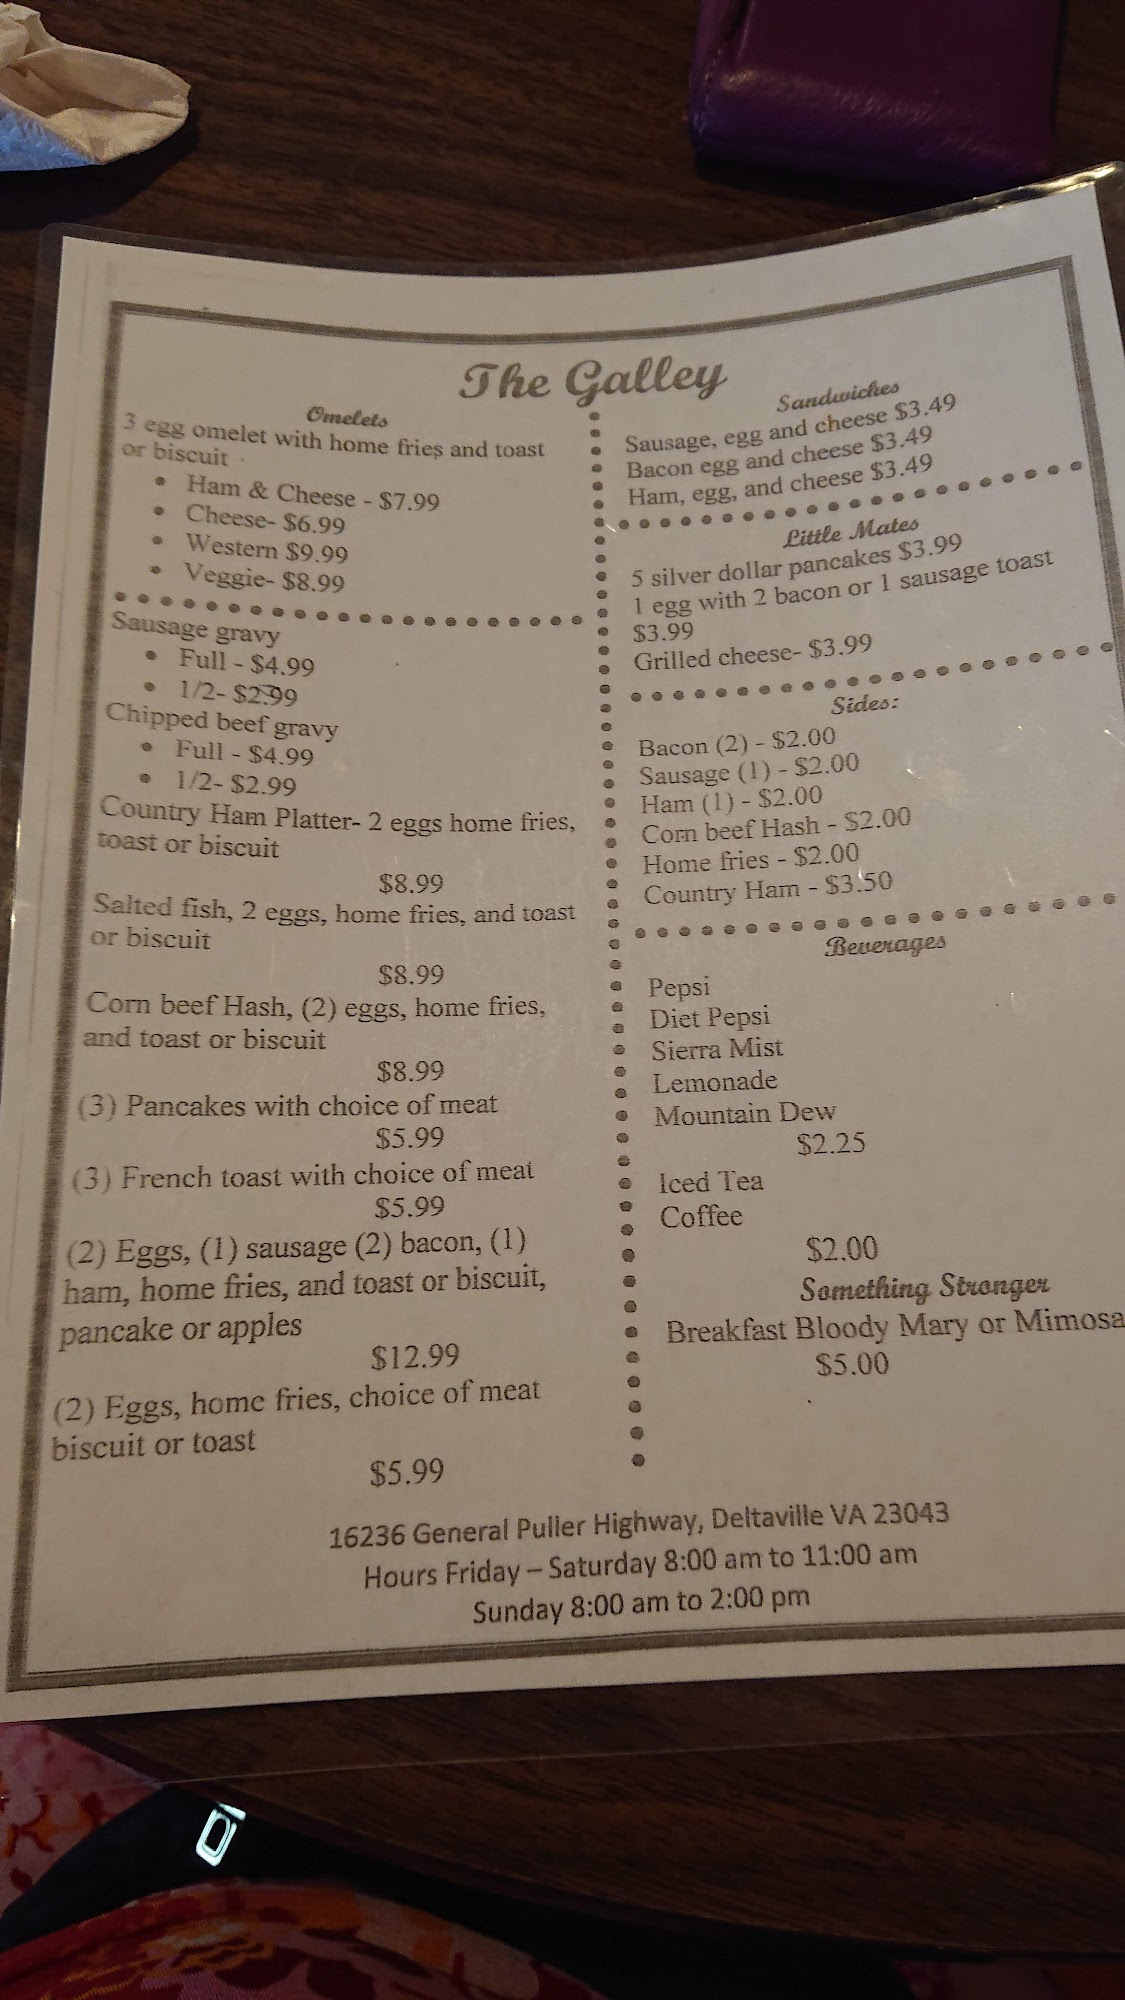 The Galley
Omelets
3 egg omelet with home fries and toast
or biscuit
• Ham & Cheese - $7.99
• Cheese- $6.99
• Western $9.99
• Veggie- $8.99
Sausage gravy
• Full - $4.99
• 1/2- $2.99
Chipped beef gravy
• Full - $4.99
• 1/2- $2.99
Country Ham Platter- 2 eggs home fries,
toast or biscuit
$8.99
Salted fish, 2 eggs, home fries, and toast
or biscuit
$8.99
Corn beef Hash, (2) eggs, home fries,
and toast or biscuit
$8.99
(3) Pancakes with choice of meat
$5.99
(3) French toast with choice of meat
$5.99
(2) Eggs, (1) sausage (2) bacon, (1)
ham, home fries, and toast or biscuit,
pancake or apples
$12.99
(2) Eggs, home fries, choice of meat
biscuit or toast
$5.99
Sandwiches
Sausage, egg and cheese $3.49
Bacon egg and cheese $3.49
Ham, egg, and cheese $3.49
Little Mates
5 silver dollar pancakes $3.99
1 egg with 2 bacon or 1 sausage toast
$3.99
Grilled cheese- $3.99
Sides:
Bacon (2) - $2.00
Sausage (1) - $2.00
Ham (1) - $2.00
Corn beef Hash - $2.00
Home fries - $2.00
Country Ham - $3.50
Beverages
Pepsi
Diet Pepsi
Sierra Mist
Lemonade
Mountain Dew
$2.25
Iced Tea
Coffee
$2.00
Something Stronger
Breakfast Bloody Mary or Mimosa
$5.00
16236 General Puller Highway, Deltaville VA 23043
Hours Friday – Saturday 8:00 am to 11:00 am
Sunday 8:00 am to 2:00 pm